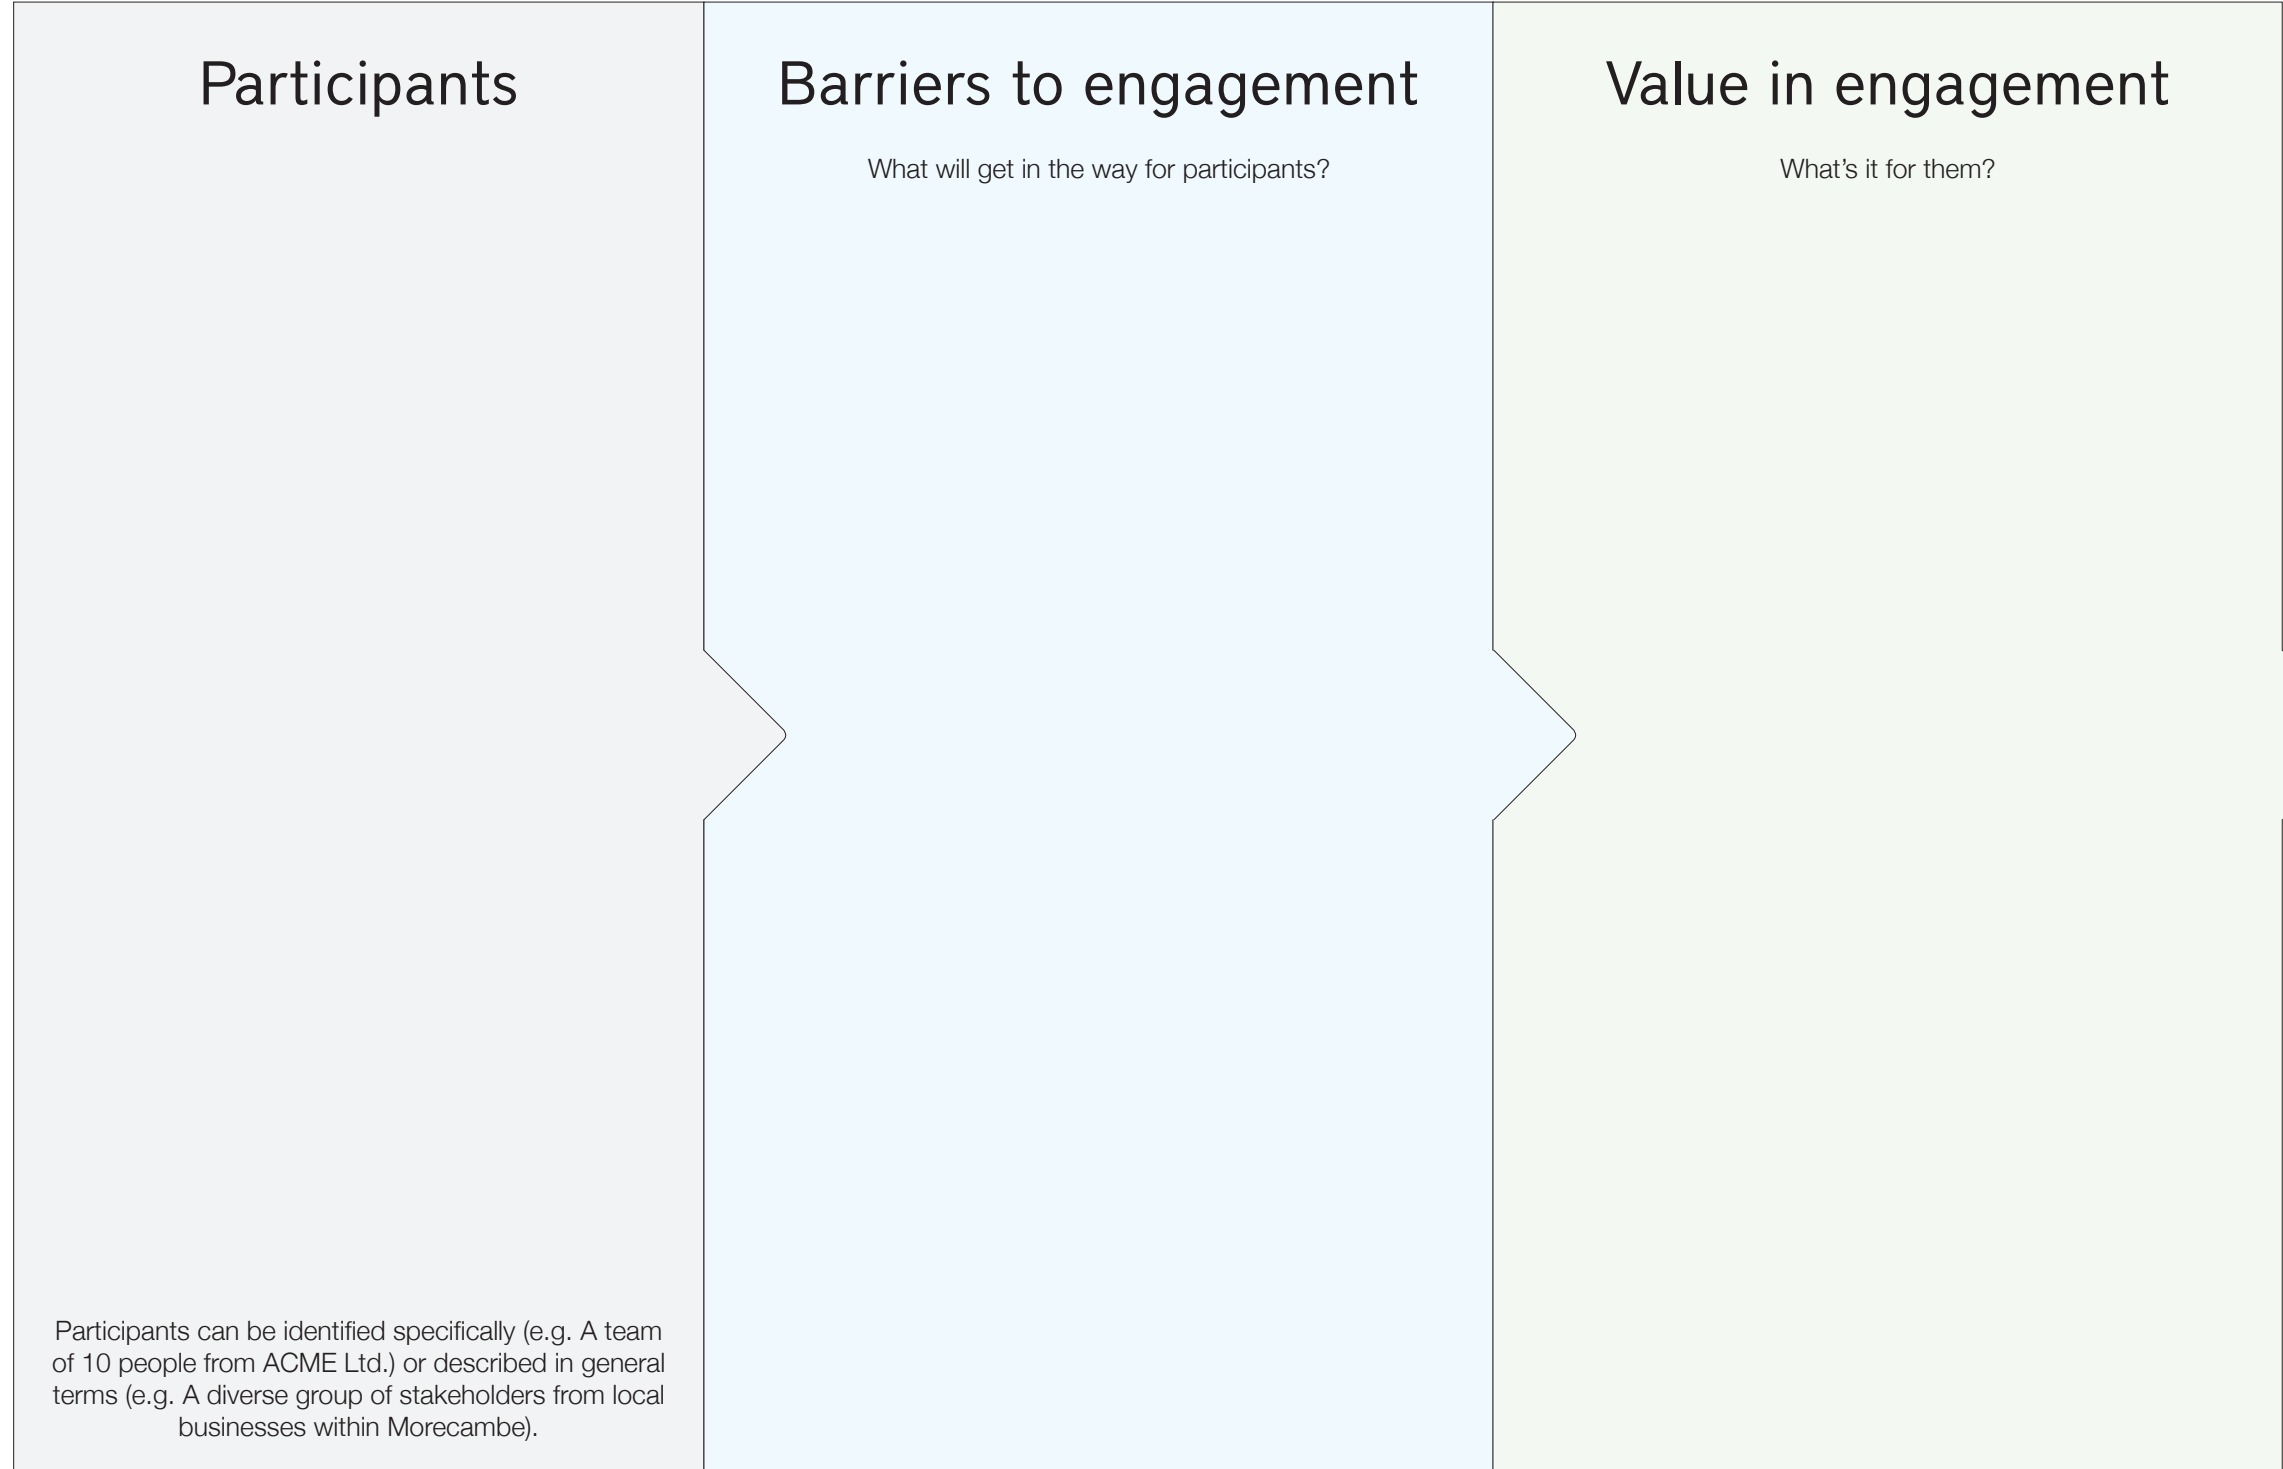 Participants
Barriers to engagement
What will get in the way for participants?
Value in engagement
What's it for them?
Participants can be identified specifically (e.g. A team
of 10 people from ACME Ltd.) or described in general
terms (e.g. A diverse group of stakeholders from local
businesses within Morecambe).